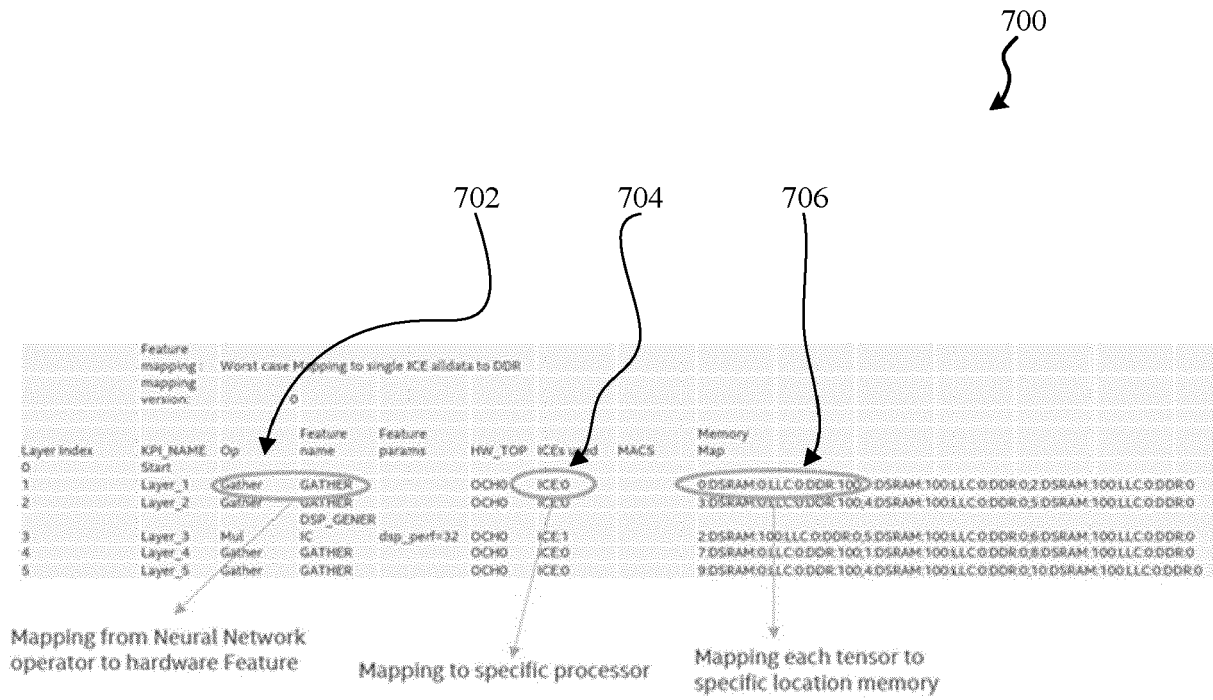 700
702 704 706
Feature
mapping : Worst case Mapping to single ICE alldata to DDR
mapping
version: 0
Feature Feature Memory
Layer Index KPI_NAME Op name params HW_TOP ICEs used MACS Map
0 Start
1 Layer_1 Gather GATHER OCH0 ICE:0 0:DSRAM:0:LLC:0:DDR:100,1:DSRAM:100:LLC:0:DDR:0,2:DSRAM:100:LLC:0:DDR:0
2 Layer_2 Gather GATHER OCH0 ICE:0 3:DSRAM:0:LLC:0:DDR:100,4:DSRAM:100:LLC:0:DDR:0,5:DSRAM:100:LLC:0:DDR:0
DSP_GENER
3 Layer_3 Mul IC dsp_perf=32 OCH0 ICE:1 2:DSRAM:100:LLC:0:DDR:0,5:DSRAM:100:LLC:0:DDR:0,6:DSRAM:100:LLC:0:DDR:0
4 Layer_4 Gather GATHER OCH0 ICE:0 7:DSRAM:0:LLC:0:DDR:100,1:DSRAM:100:LLC:0:DDR:0,8:DSRAM:100:LLC:0:DDR:0
5 Layer_5 Gather GATHER OCH0 ICE:0 9:DSRAM:0:LLC:0:DDR:100,4:DSRAM:100:LLC:0:DDR:0,10:DSRAM:100:LLC:0:DDR:0
Mapping from Neural Network
operator to hardware Feature
Mapping to specific processor
Mapping each tensor to
specific location memory